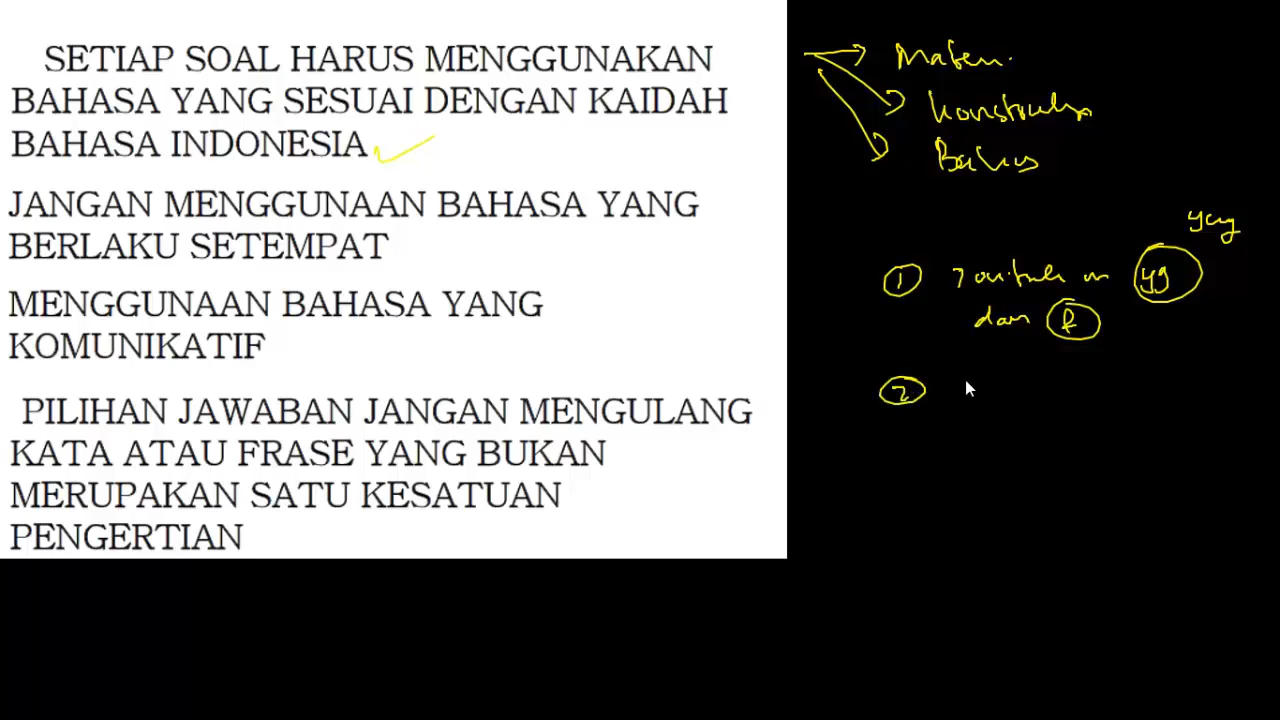 SETIAP SOAL HARUS MENGGUNAKAN
BAHASA YANG SESUAI DENGAN KAIDAH
BAHASA INDONESIA
JANGAN MENGGUNAAN BAHASA YANG
BERLAKU SETEMPAT
MENGGUNAAN BAHASA YANG
KOMUNIKATIF
PILIHAN JAWABAN JANGAN MENGULANG
KATA ATAU FRASE YANG BUKAN
MERUPAKAN SATU KESATUAN
PENGERTIAN
Materi
Konstruksi
yang
1 yg
dan
2